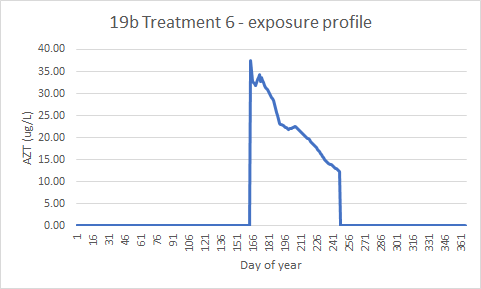 19b Treatment 6 - exposure profile
40.00
35.00
30.00
25.00
20.00
15.00
10.00
5.00
0.00
AZT (ug/L)
1 16 31 46 61 76 91 106 121 136 151 166 181 196 211 226 241 256 271 286 301 316 331 346 361
Day of year